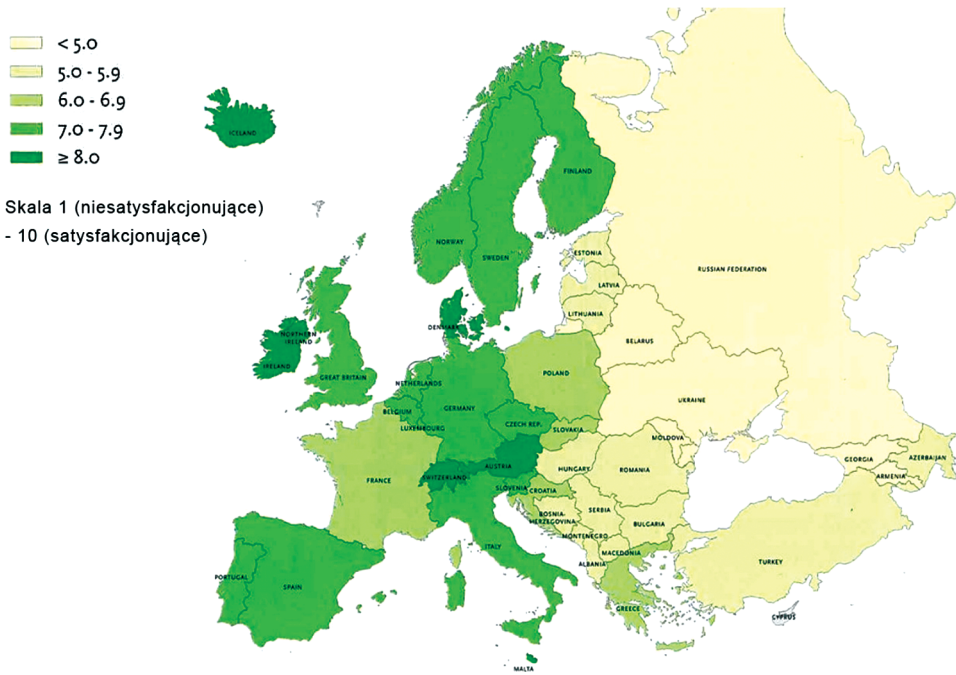 < 5.0
5.0 - 5.9
6.0 - 6.9
7.0 - 7.9
≥ 8.0
Skala 1 (niesatysfakcjonujące)
- 10 (satysfakcjonujące)
ICELAND
FINLAND
NORWAY
SWEDEN
ESTONIA
RUSSIAN FEDERATION
LATVIA
LITHUANIA
DENMARK
NORTHERN
IRELAND
BELARUS
IRELAND
GREAT BRITAIN
NETHERLANDS
POLAND
UKRAINE
BELGIUM
GERMANY
LUXEMBOURG
CZECH REP.
SLOVAKIA
MOLDOVA
FRANCE
SWITZERLAND
AUSTRIA
HUNGARY
ROMANIA
GEORGIA
AZERBAIJAN
ARMENIA
SLOVENIA
CROATIA
BOSNIA-
HERZEGOVINA
SERBIA
BULGARIA
MONTENEGRO
ITALY
MACEDONIA
ALBANIA
TURKEY
PORTUGAL
SPAIN
GREECE
CYPRUS
MALTA